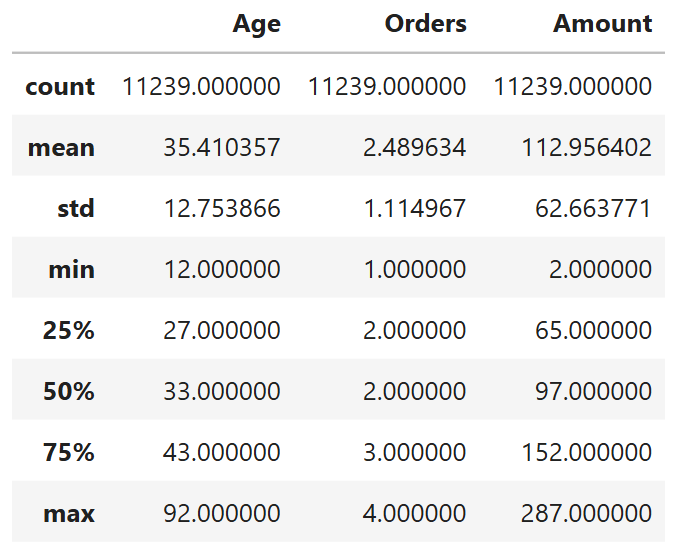 Age Orders Amount
count 11239.000000 11239.000000 11239.000000
mean 35.410357 2.489634 112.956402
std 12.753866 1.114967 62.663771
min 12.000000 1.000000 2.000000
25% 27.000000 2.000000 65.000000
50% 33.000000 2.000000 97.000000
75% 43.000000 3.000000 152.000000
max 92.000000 4.000000 287.000000